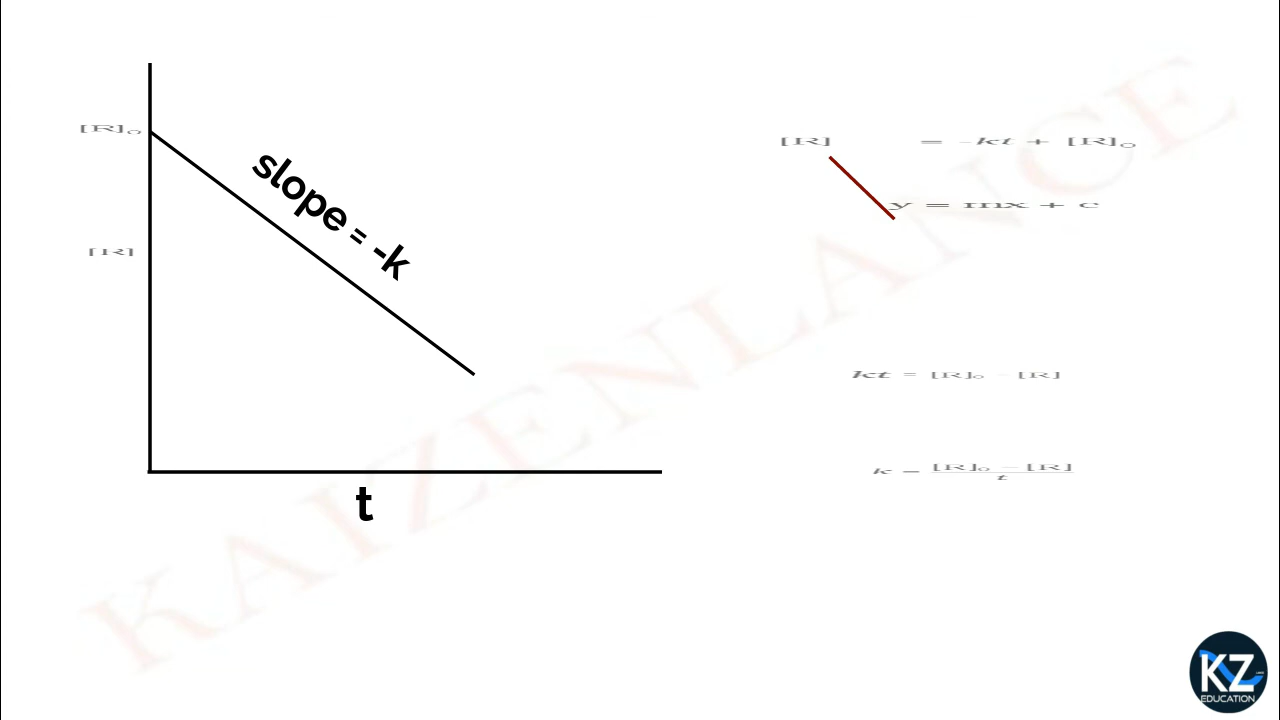 [R]₀
[R]
slope = -k
t
[R] = -kt + [R]₀
y = mx + c
kt = [R]₀ - [R]
k = [R]₀ - [R] / t
KAIZENLANCE
KZ
EDUCATION